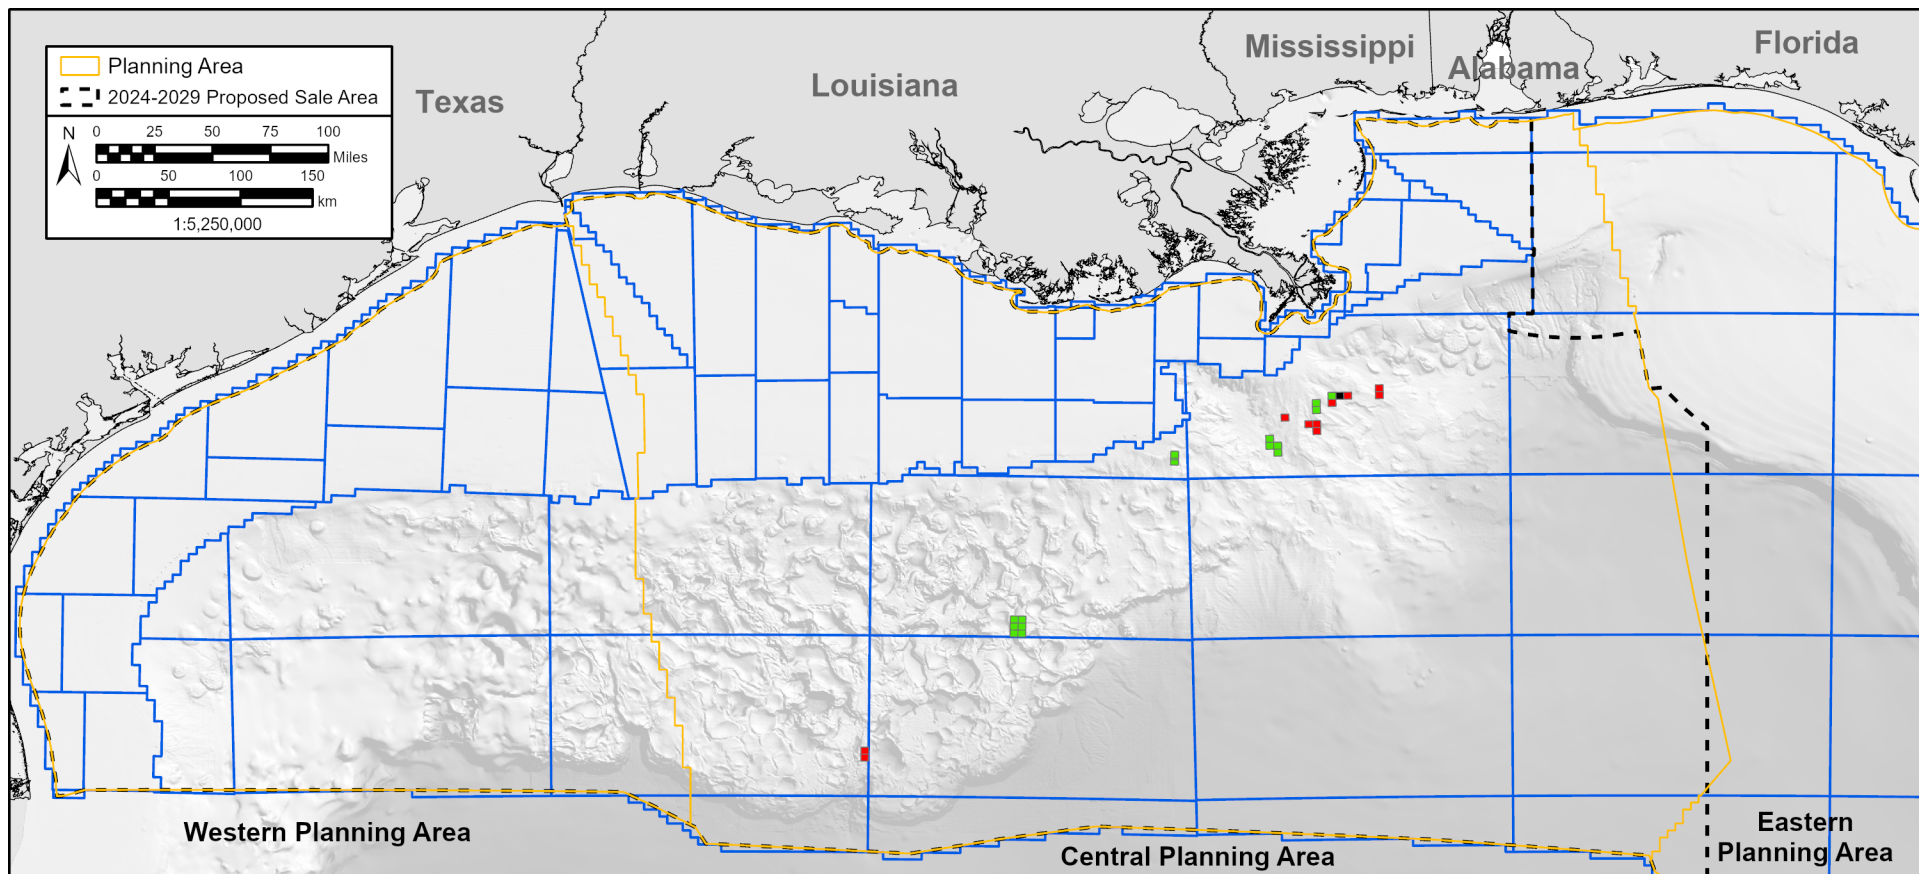 Mississippi
Florida
Alabama
Louisiana
Texas
Planning Area
2024-2029 Proposed Sale Area
N
0 25 50 75 100
Miles
0 50 100 150
km
1:5,250,000
Western Planning Area
Central Planning Area
Eastern
Planning Area